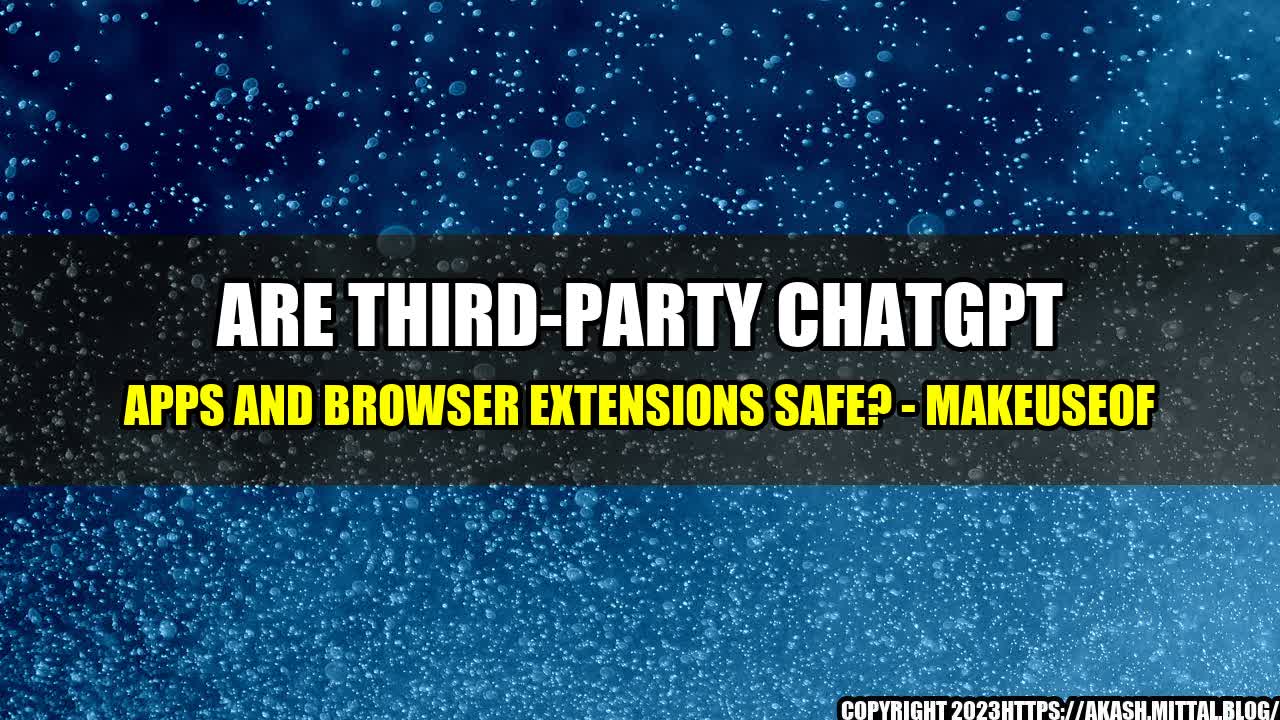 ARE THIRD-PARTY CHATGPT
APPS AND BROWSER EXTENSIONS SAFE? - MAKEUSEOF
COPYRIGHT 2023HTTPS://AKASH.MITTAL.BLOG/